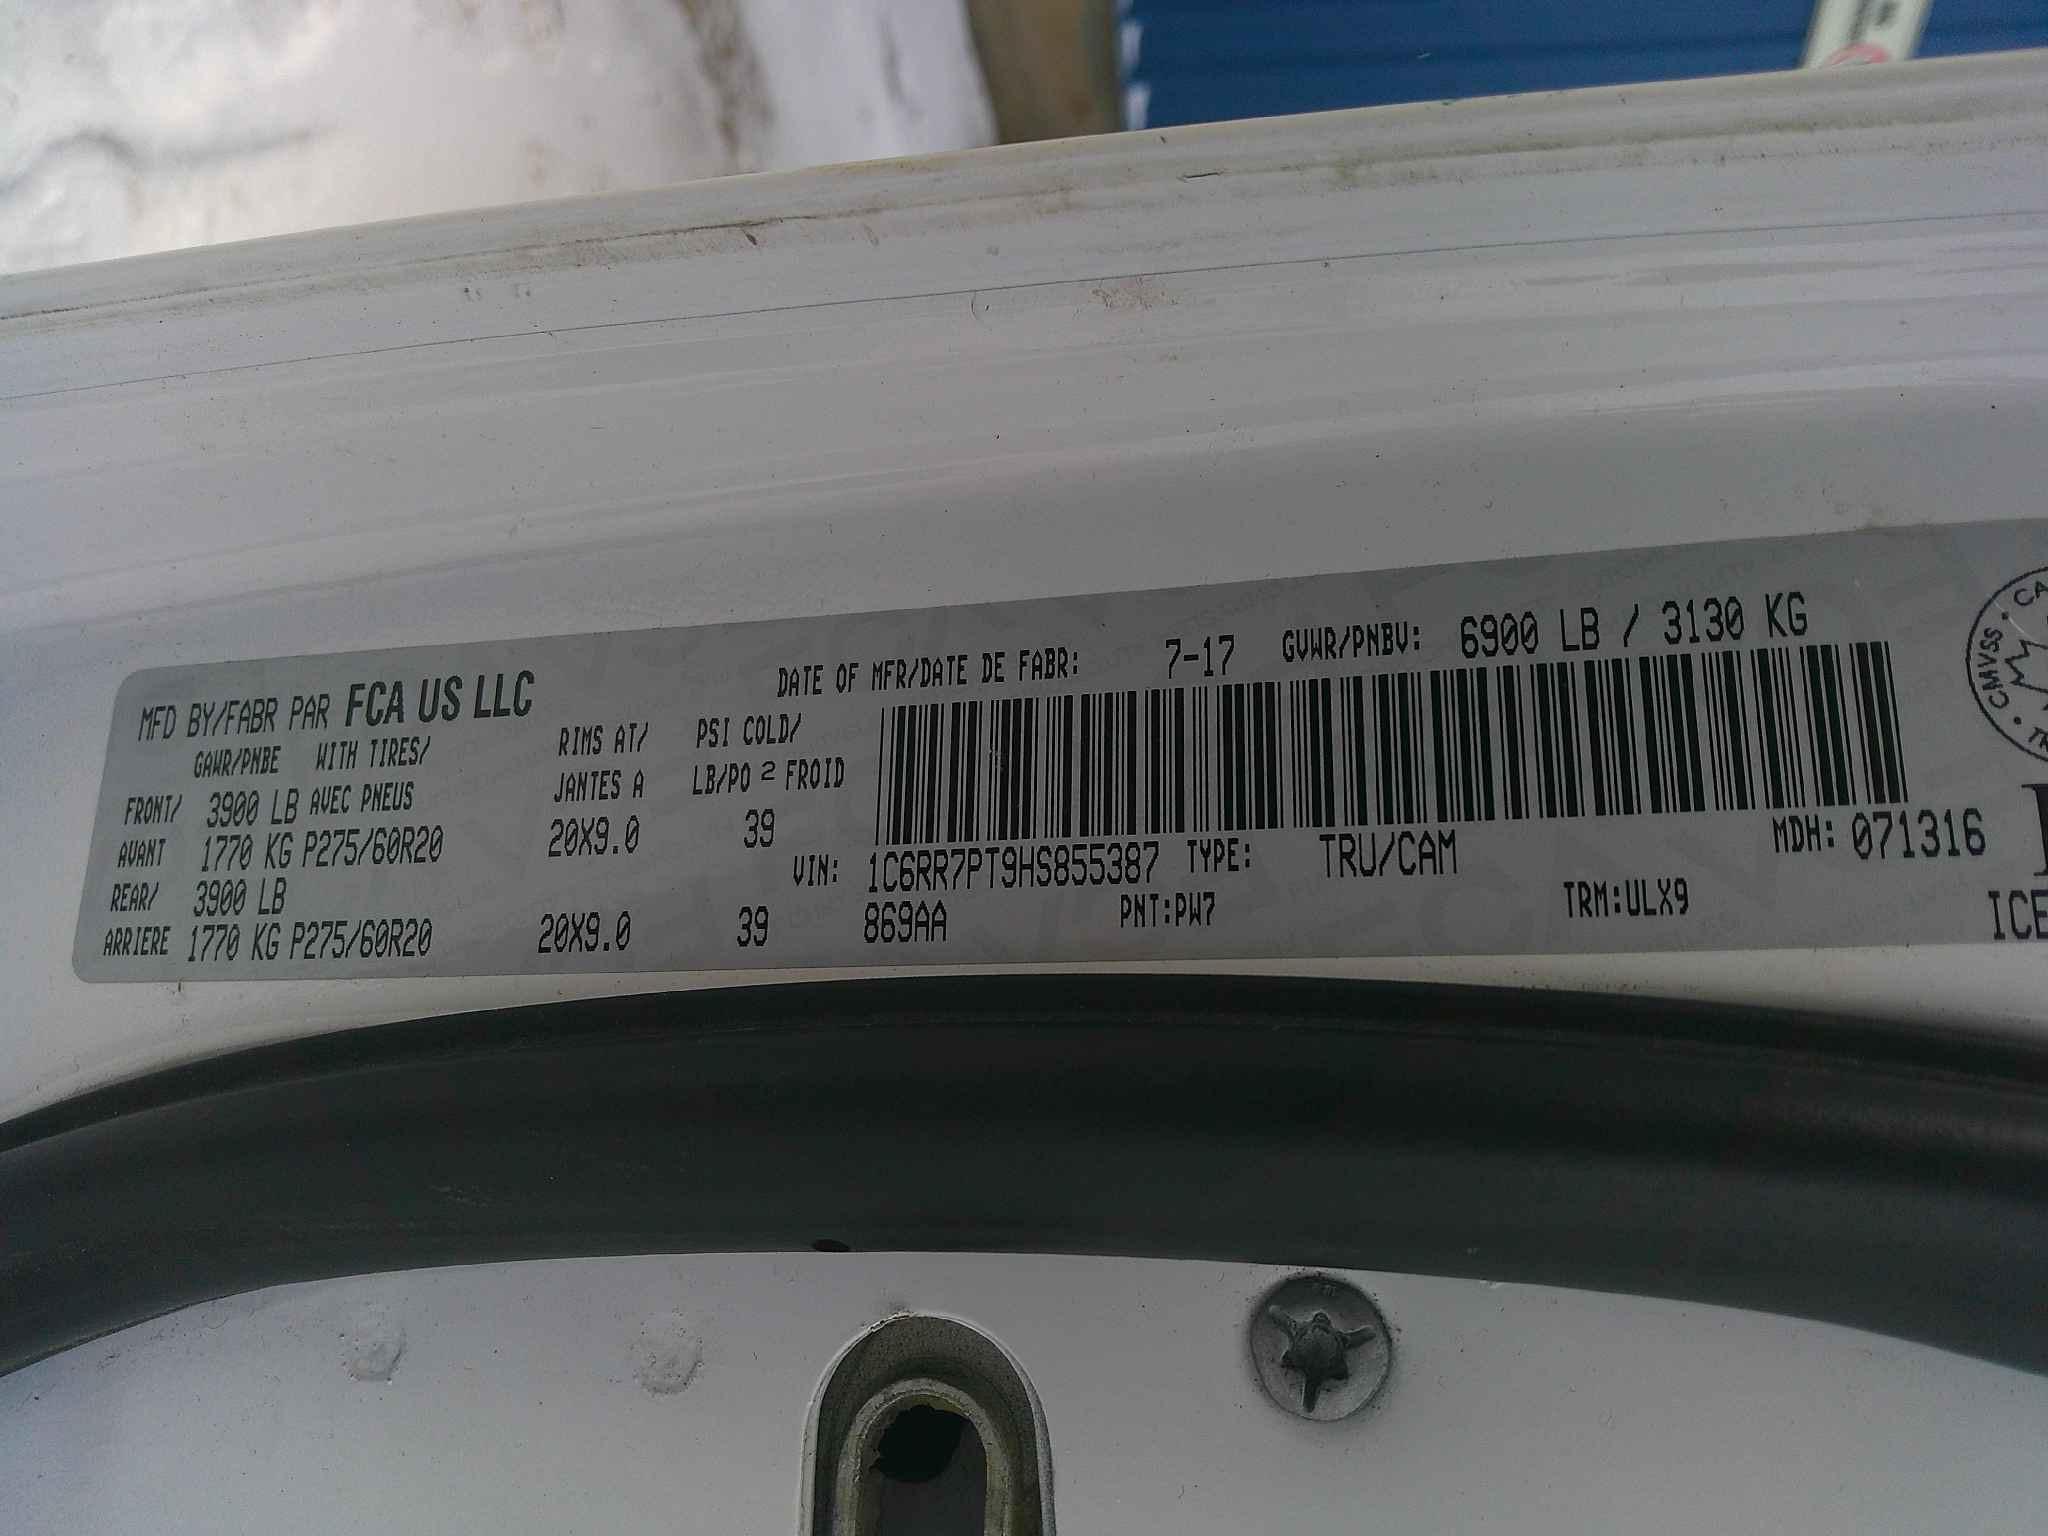 MFD BY/FABR PAR FCA US LLC
DATE OF MFR/DATE DE FABR: 7-17 GVWR/PNBV: 6900 LB / 3130 KG
GAWR/PNBE WITH TIRES/ RIMS AT/ PSI COLD/
AVEC PNEUS JANTES A LB/PO 2 FROID
FRONT/ 3900 LB
AVANT 1770 KG P275/60R20 20X9.0 39
REAR/ 3900 LB
ARRIERE 1770 KG P275/60R20 20X9.0 39
VIN: 1C6RR7PT9HS855387 TYPE: TRU/CAM MDH: 071316
869AA PNT:PW7 TRM:ULX9
CMVSS